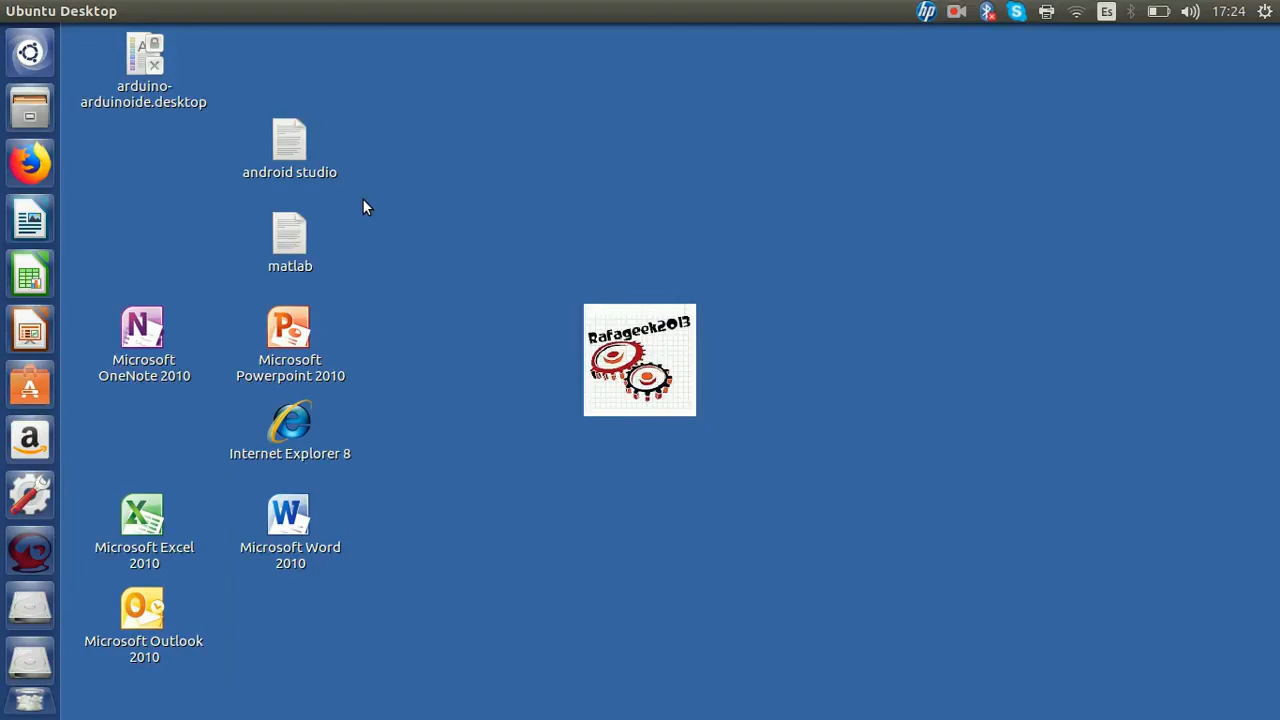 Ubuntu Desktop
hp
Es
17:24
arduino-
arduinoide.desktop
android studio
matlab
Rafageek2013
Microsoft
OneNote 2010
Microsoft
Powerpoint 2010
Internet Explorer 8
Microsoft Excel
2010
Microsoft Word
2010
Microsoft Outlook
2010